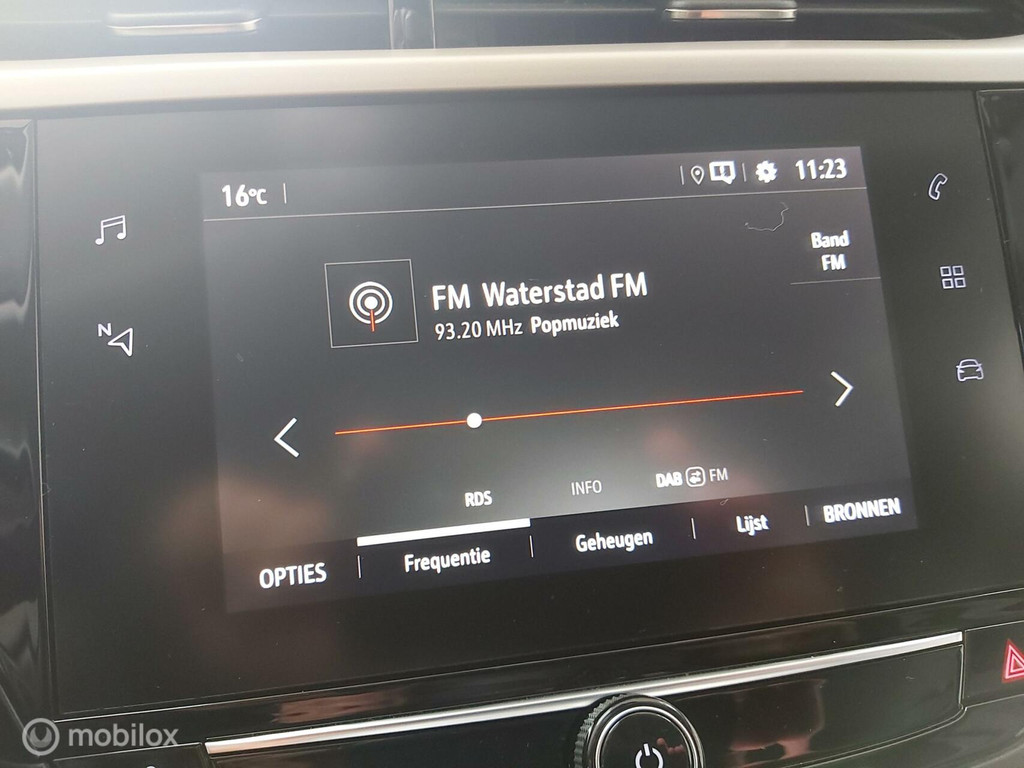 16°C
11:23
Band
FM
FM Waterstad FM
93.20 MHz Popmuziek
N
RDS INFO DAB FM
OPTIES Frequentie Geheugen Lijst BRONNEN
mobilox